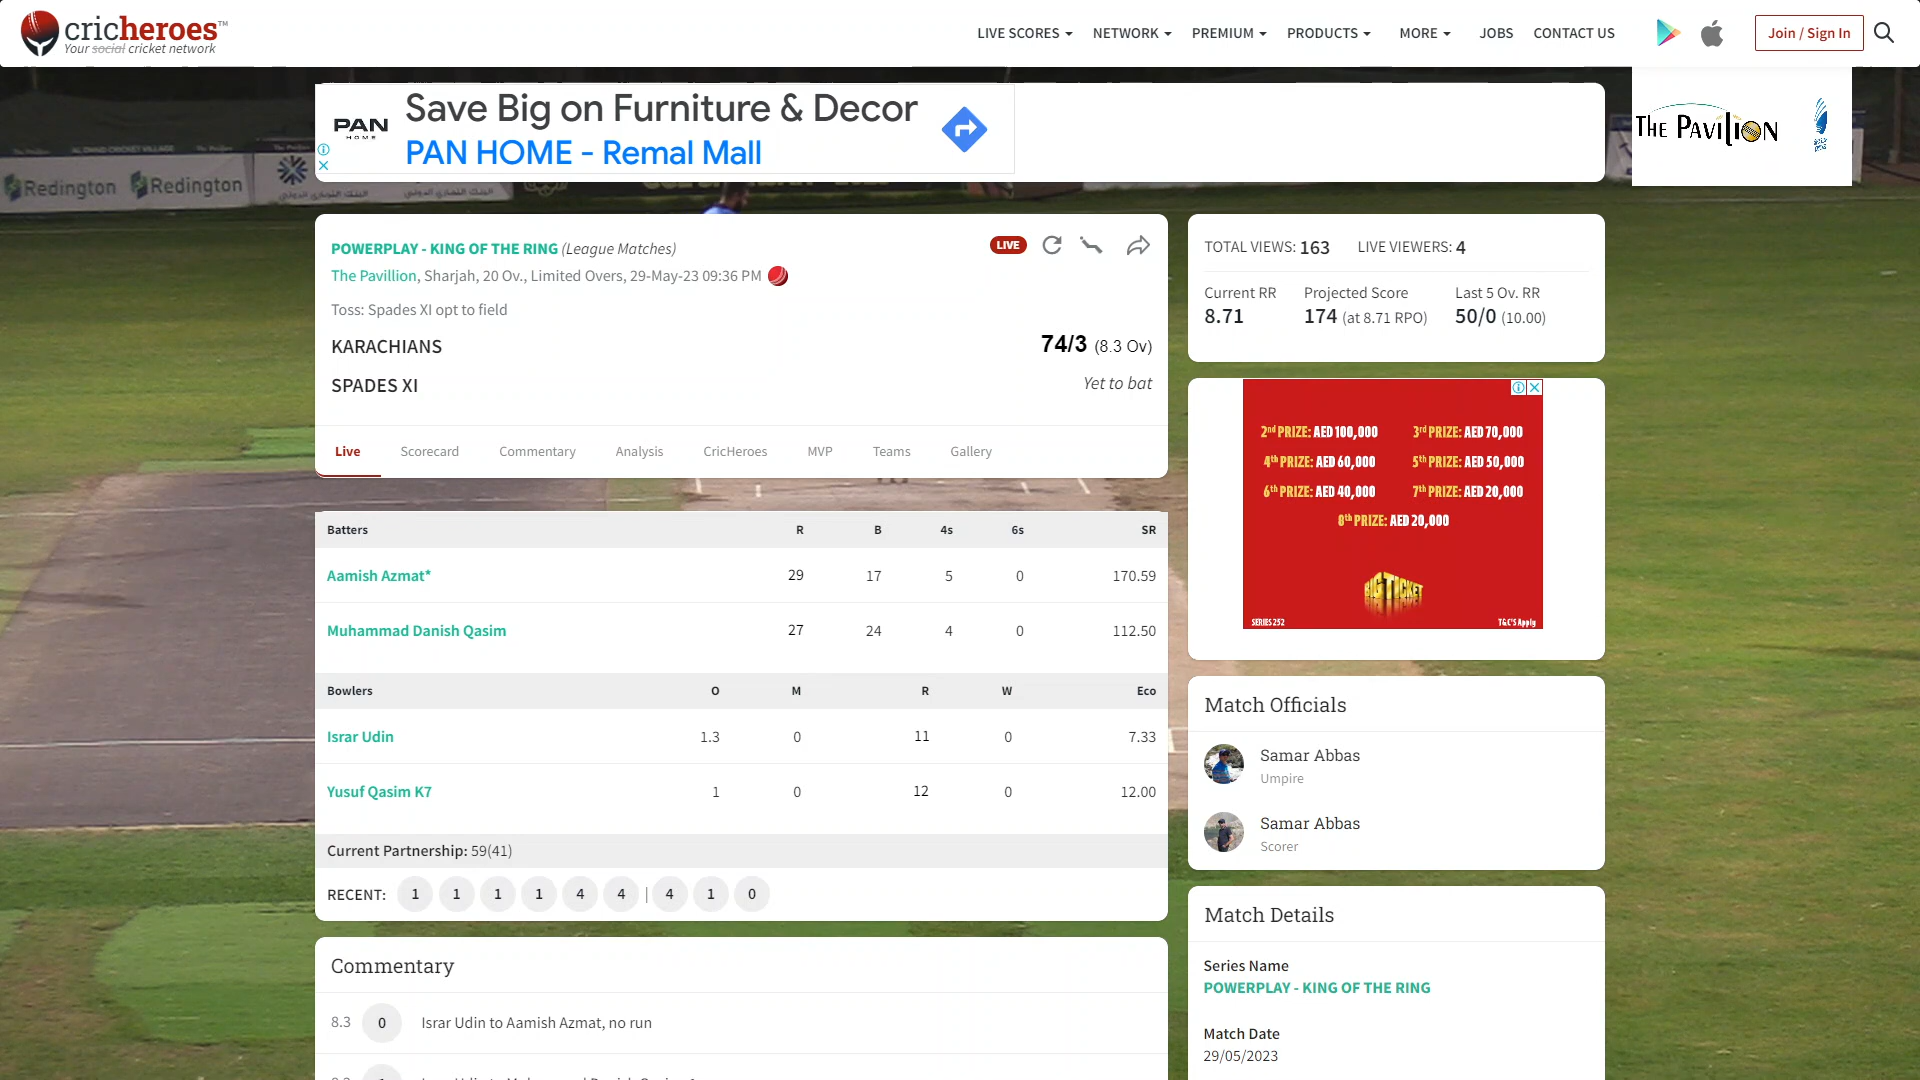 cricheroes™
Your social cricket network
LIVE SCORES
NETWORK
PREMIUM
PRODUCTS
MORE
JOBS
CONTACT US
Join / Sign In
PAN
HOME
Save Big on Furniture & Decor
PAN HOME - Remal Mall
THE PAVILION
Redington
Redington
POWERPLAY - KING OF THE RING (League Matches)
LIVE
The Pavillion, Sharjah, 20 Ov., Limited Overs, 29-May-23 09:36 PM
Toss: Spades XI opt to field
KARACHIANS 74/3 (8.3 Ov)
SPADES XI Yet to bat
Live Scorecard Commentary Analysis CricHeroes MVP Teams Gallery
Batters R B 4s 6s SR
Aamish Azmat* 29 17 5 0 170.59
Muhammad Danish Qasim 27 24 4 0 112.50
Bowlers O M R W Eco
Israr Udin 1.3 0 11 0 7.33
Yusuf Qasim K7 1 0 12 0 12.00
Current Partnership: 59(41)
RECENT: 1 1 1 1 4 4 | 4 1 0
Commentary
8.3 0 Israr Udin to Aamish Azmat, no run
TOTAL VIEWS: 163 LIVE VIEWERS: 4
Current RR Projected Score Last 5 Ov. RR
8.71 174 (at 8.71 RPO) 50/0 (10.00)
2nd PRIZE: AED 100,000 3rd PRIZE: AED 70,000
4th PRIZE: AED 60,000 5th PRIZE: AED 50,000
6th PRIZE: AED 40,000 7th PRIZE: AED 20,000
8th PRIZE: AED 20,000
BIG TICKET
SERIES 252 T&C'S Apply
Match Officials
Samar Abbas
Umpire
Samar Abbas
Scorer
Match Details
Series Name
POWERPLAY - KING OF THE RING
Match Date
29/05/2023